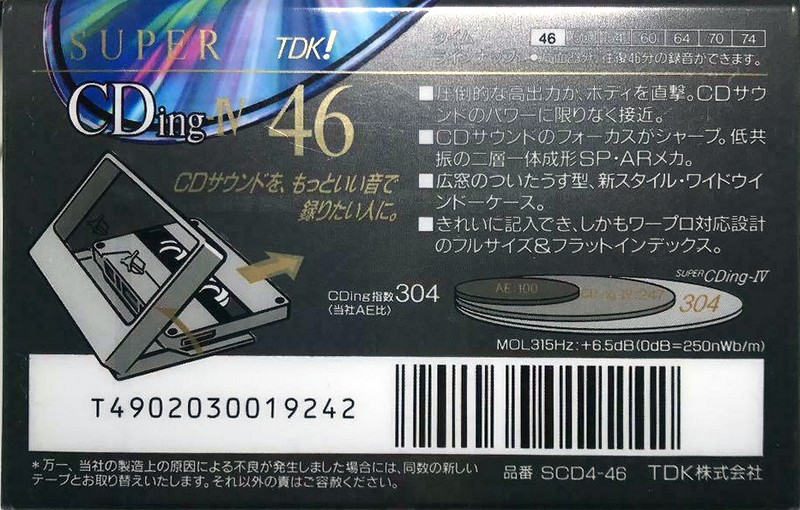 SUPER TDK!
CDing-IV 46
CDサウンドを、もっといい音で
録りたい人に。
タイム
46 54 60 64 70 74
ラインナップ
往復46分の録音ができます。
■圧倒的な高出力が、ボディを直撃。CDサウ
ンドのパワーに限りなく接近。
■CDサウンドのフォーカスがシャープ。低共
振の二層一体成形SP・ARメカ。
■広窓のついたうす型、新スタイル・ワイドウイ
ンドーケース。
■きれいに記入でき、しかもワープロ対応設計
のフルサイズ&フラットインデックス。
CDing指数304
(当社AE比)
AE:100
CDing-IV:247
SUPER CDing-IV
304
MOL315Hz:+6.5dB(0dB=250nWb/m)
T4902030019242
*万一、当社の製造上の原因による不良が発生しました場合には、同数の新しい
テープとお取り替えいたします。それ以外の責はご容赦ください。
品番 SCD4-46 TDK株式会社